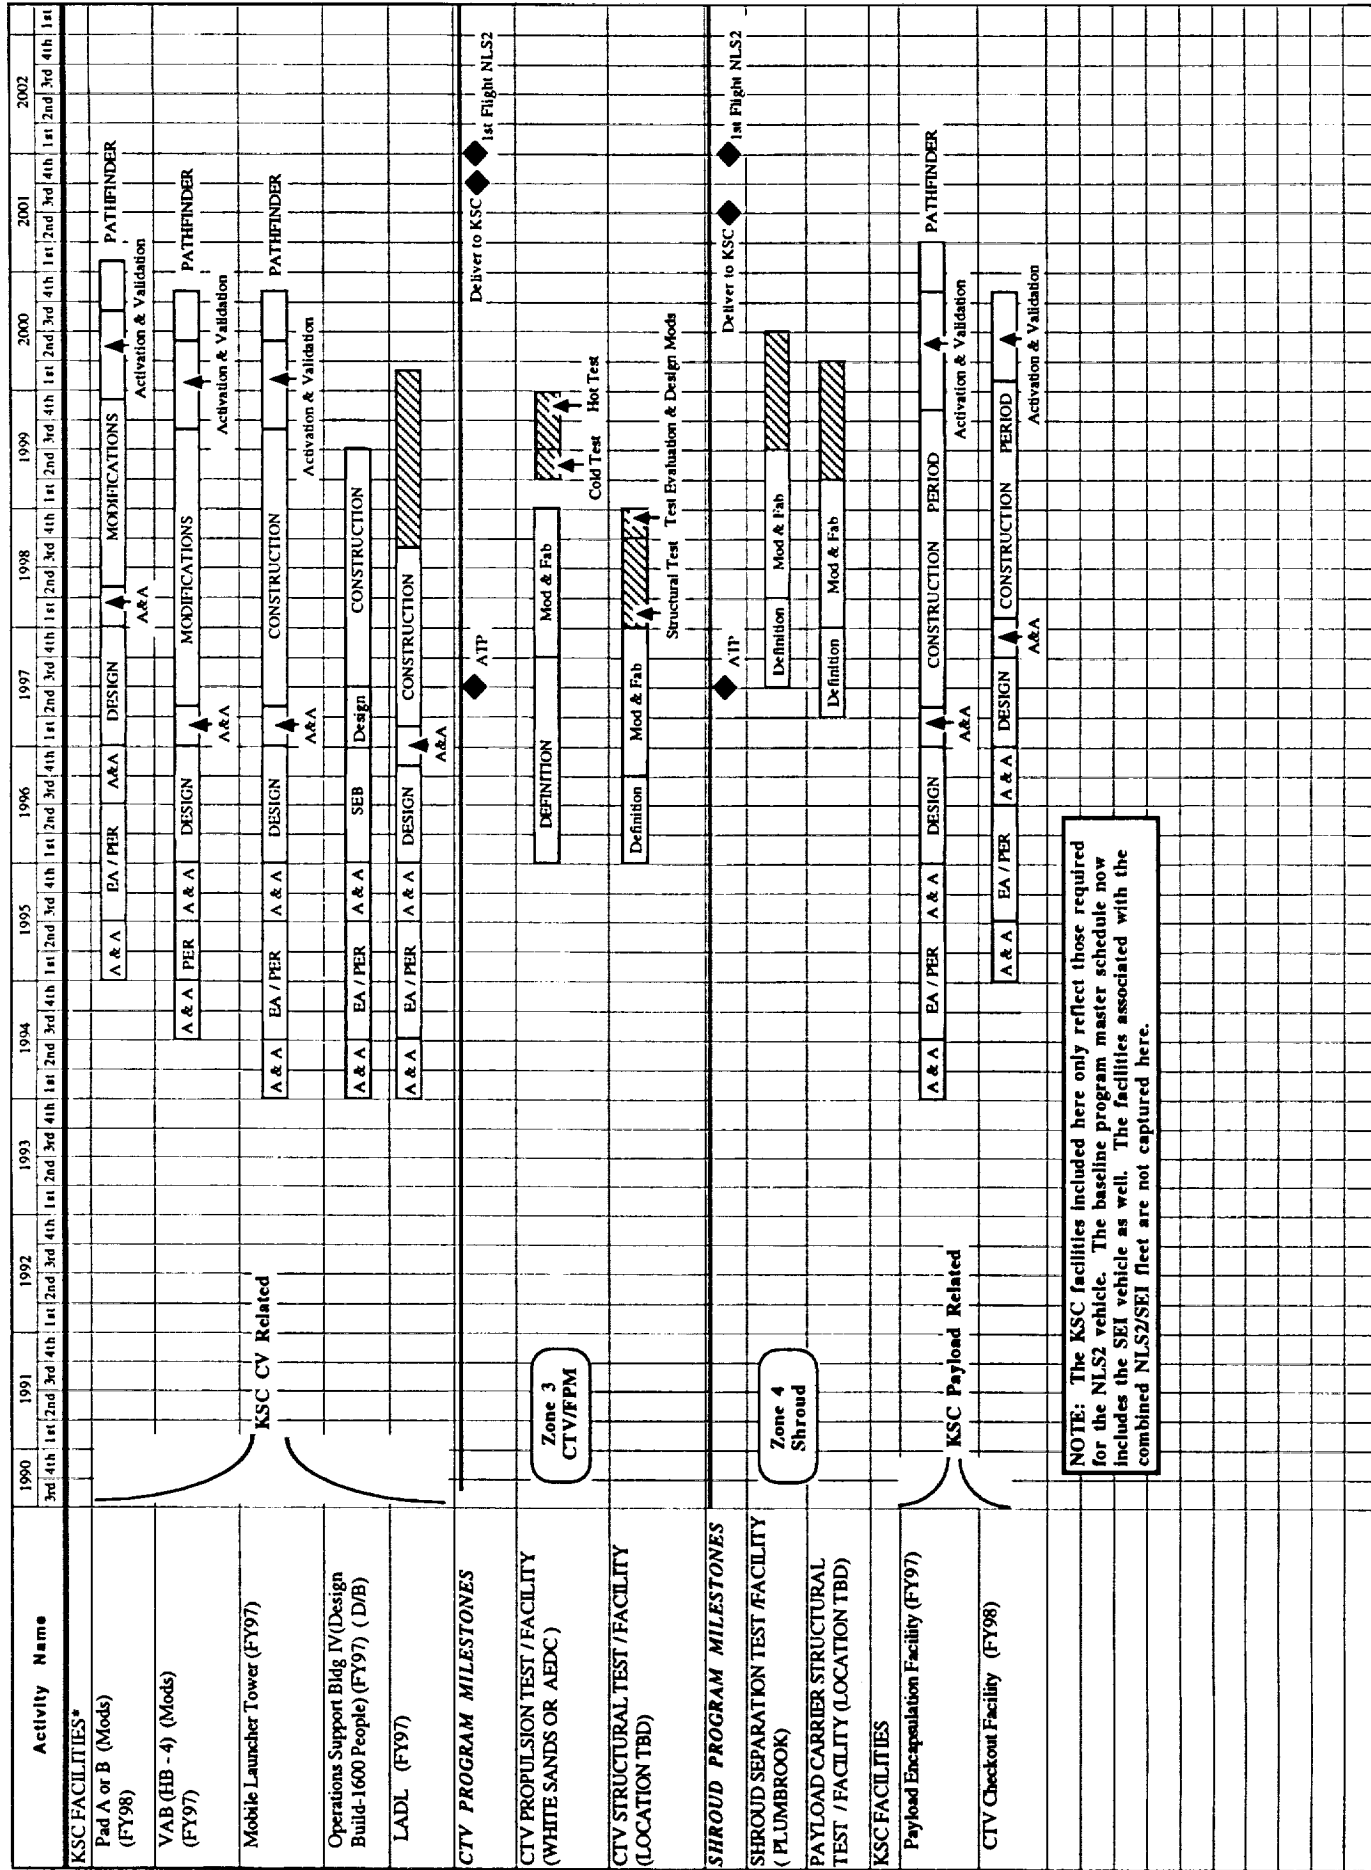 Activity Name
1990 1991 1992 1993 1994 1995 1996 1997 1998 1999 2000 2001 2002
3rd 4th 1st 2nd 3rd 4th 1st 2nd 3rd 4th 1st 2nd 3rd 4th 1st 2nd 3rd 4th 1st 2nd 3rd 4th 1st 2nd 3rd 4th 1st 2nd 3rd 4th 1st 2nd 3rd 4th 1st 2nd 3rd 4th 1st 2nd 3rd 4th 1st 2nd 3rd 4th 1st 2nd 3rd 4th 1st
KSC FACILITIES*
Pad A or B (Mods)
(FY98)
A & A EA / PER A&A DESIGN MODIFICATIONS PATHFINDER
A&A
Activation & Validation
VAB (HB - 4) (Mods)
(FY97)
A & A PER A & A DESIGN MODIFICATIONS PATHFINDER
A&A
Activation & Validation
KSC CV Related
Mobile Launcher Tower (FY97)
A & A EA / PER A & A DESIGN CONSTRUCTION PATHFINDER
A&A
Activation & Validation
Operations Support Bldg IV(Design
Build-1600 People) (FY97) ( D/B)
A & A EA / PER A & A SEB Design CONSTRUCTION
LADL (FY97)
A & A EA / PER A & A DESIGN CONSTRUCTION
A&A
CTV PROGRAM MILESTONES
ATP Deliver to KSC 1st Flight NLS2
Zone 3
CTV/FPM
CTV PROPULSION TEST / FACILITY
(WHITE SANDS OR AEDC )
DEFINITION Mod & Fab
Cold Test Hot Test
CTV STRUCTURAL TEST / FACILITY
(LOCATION TBD)
Definition Mod & Fab
Structural Test Test Evaluation & Design Mods
SHROUD PROGRAM MILESTONES
ATP Deliver to KSC 1st Flight NLS2
Zone 4
Shroud
SHROUD SEPARATION TEST /FACILITY
( PLUMBROOK)
Definition Mod & Fab
PAYLOAD CARRIER STRUCTURAL
TEST / FACILITY (LOCATION TBD)
Definition Mod & Fab
KSC FACILITIES
Payload Encapsulation Facility (FY97)
A & A EA / PER A & A DESIGN CONSTRUCTION PERIOD PATHFINDER
A&A
Activation & Validation
KSC Payload Related
CTV Checkout Facility (FY98)
A & A EA / PER A & A DESIGN CONSTRUCTION PERIOD
A&A
Activation & Validation
NOTE: The KSC facilities included here only reflect those required
for the NLS2 vehicle. The baseline program master schedule now
includes the SEI vehicle as well. The facilities associated with the
combined NLS2/SEI fleet are not captured here.